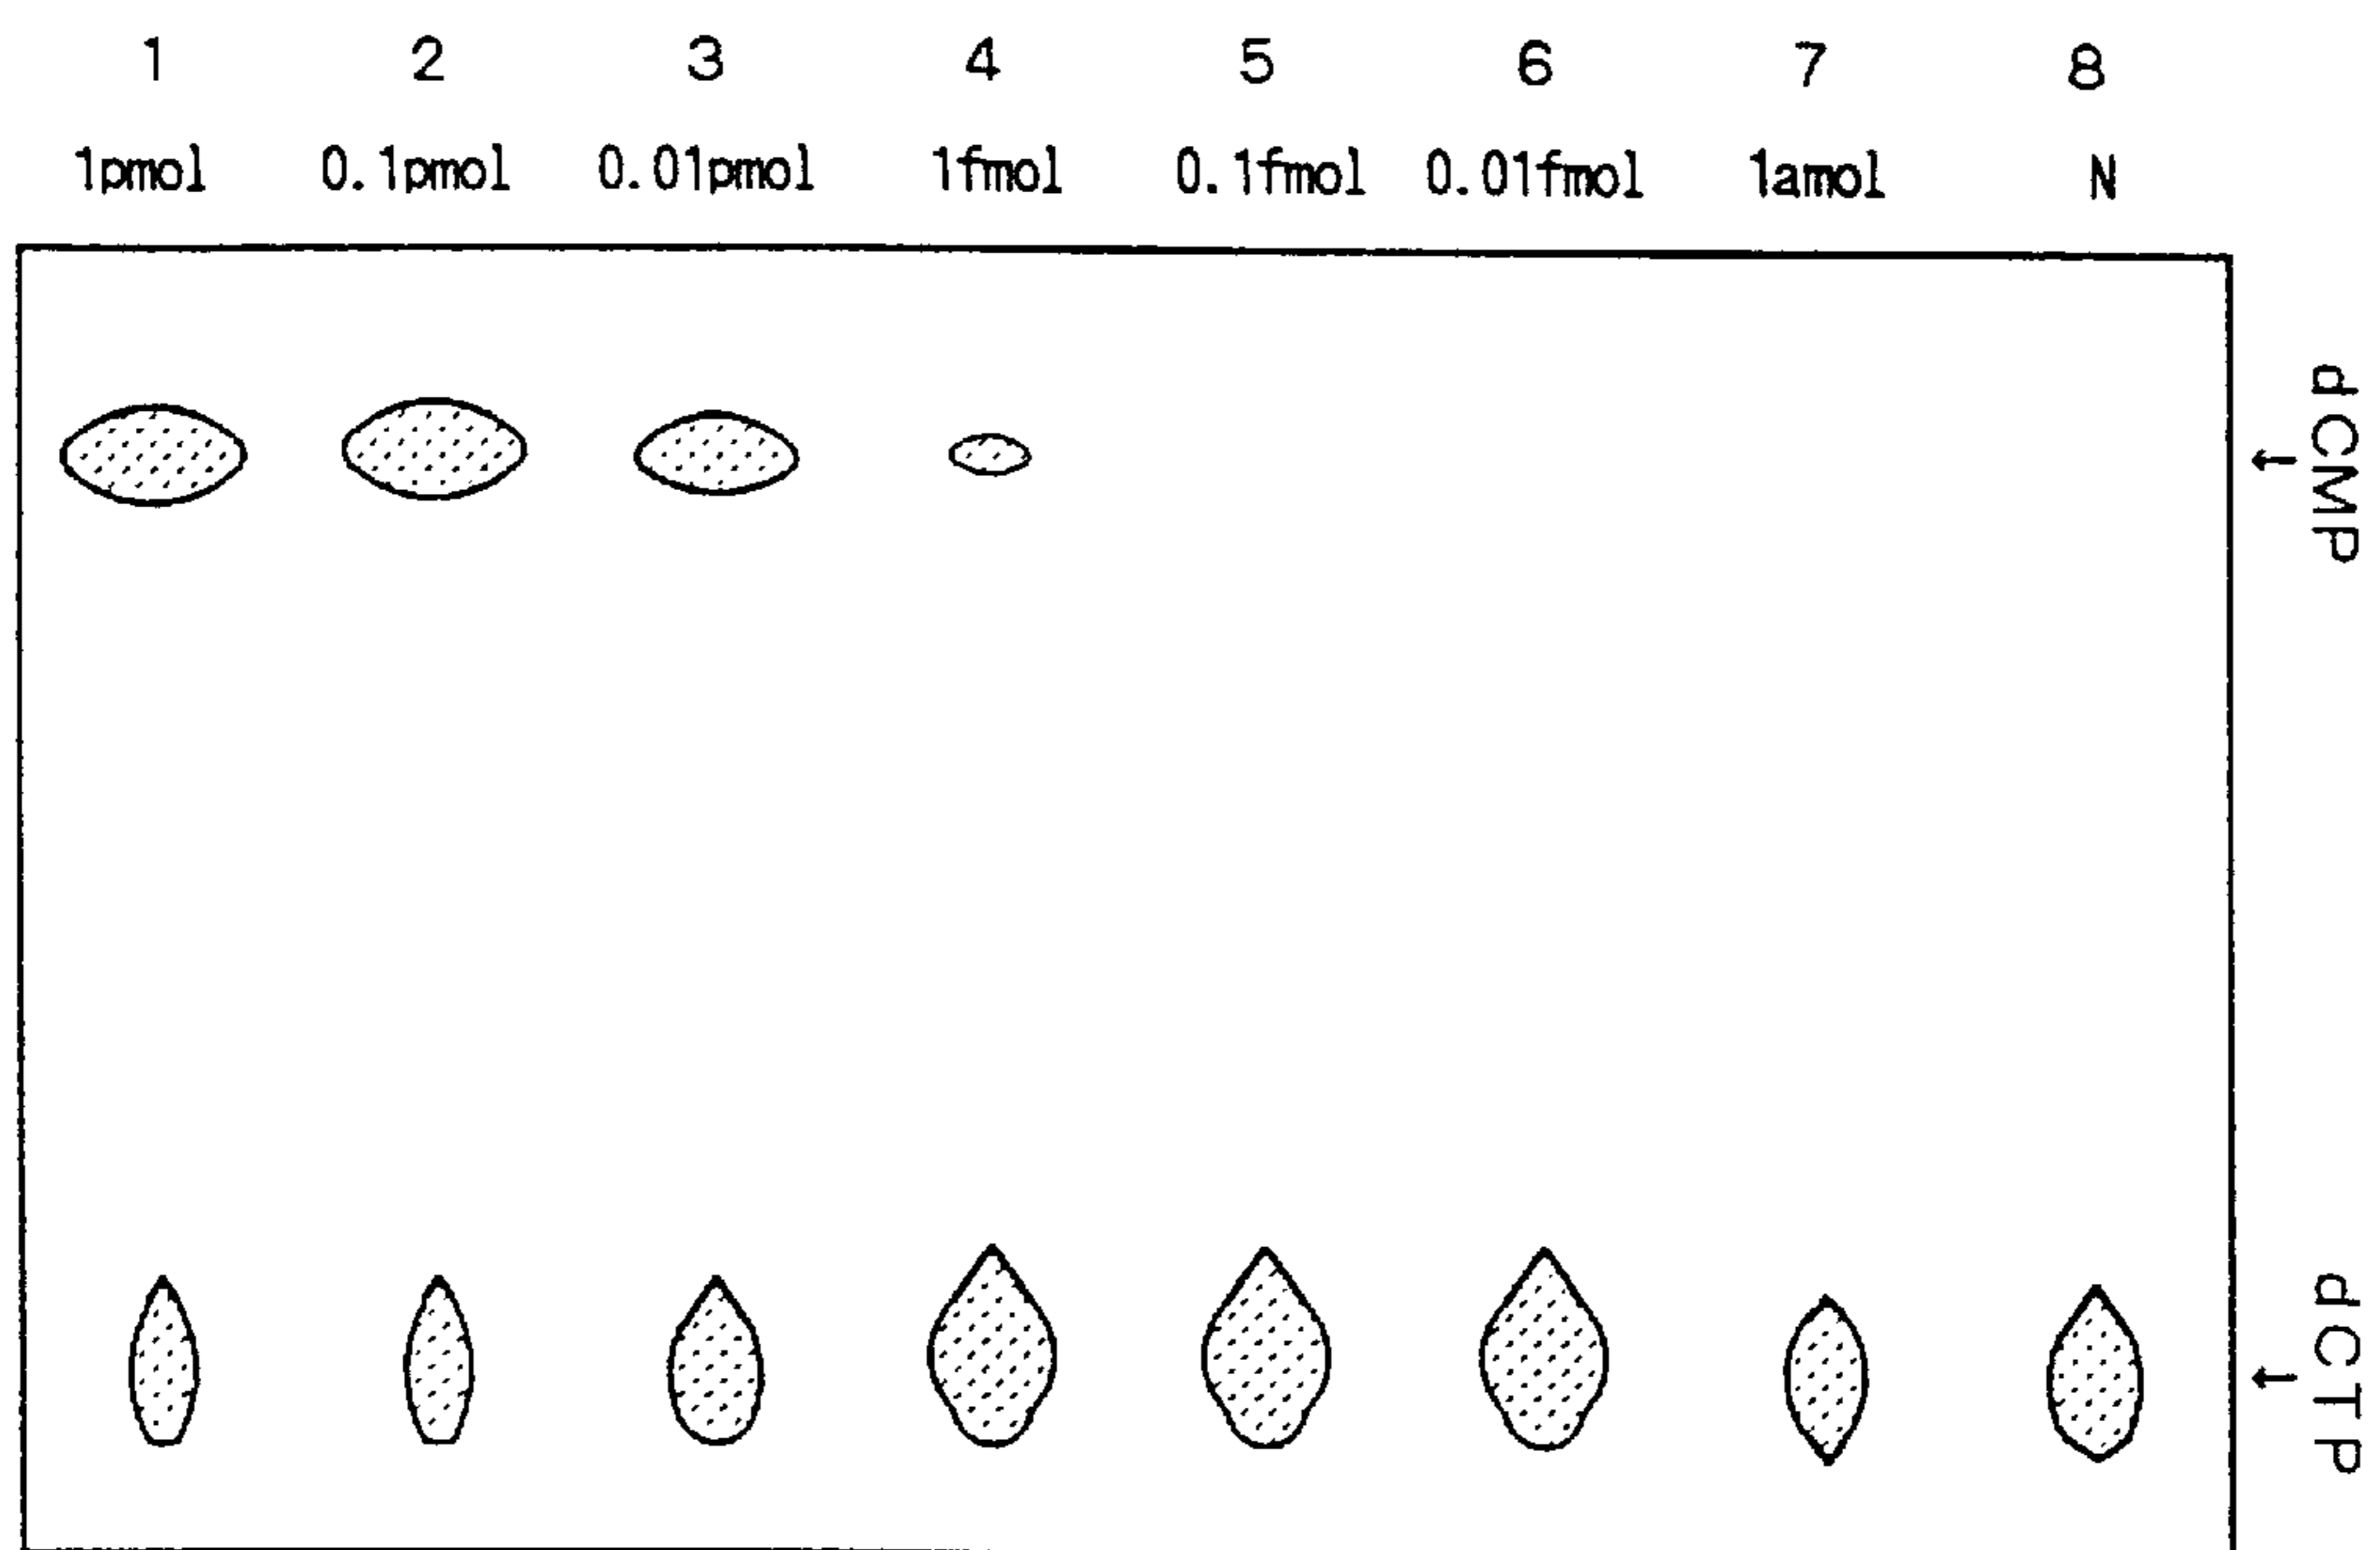 1 2 3 4 5 6 7 8
1pmol 0.1pmol 0.01pmol 1fmol 0.1fmol 0.01fmol 1amol N
← dCMP
← dCTP